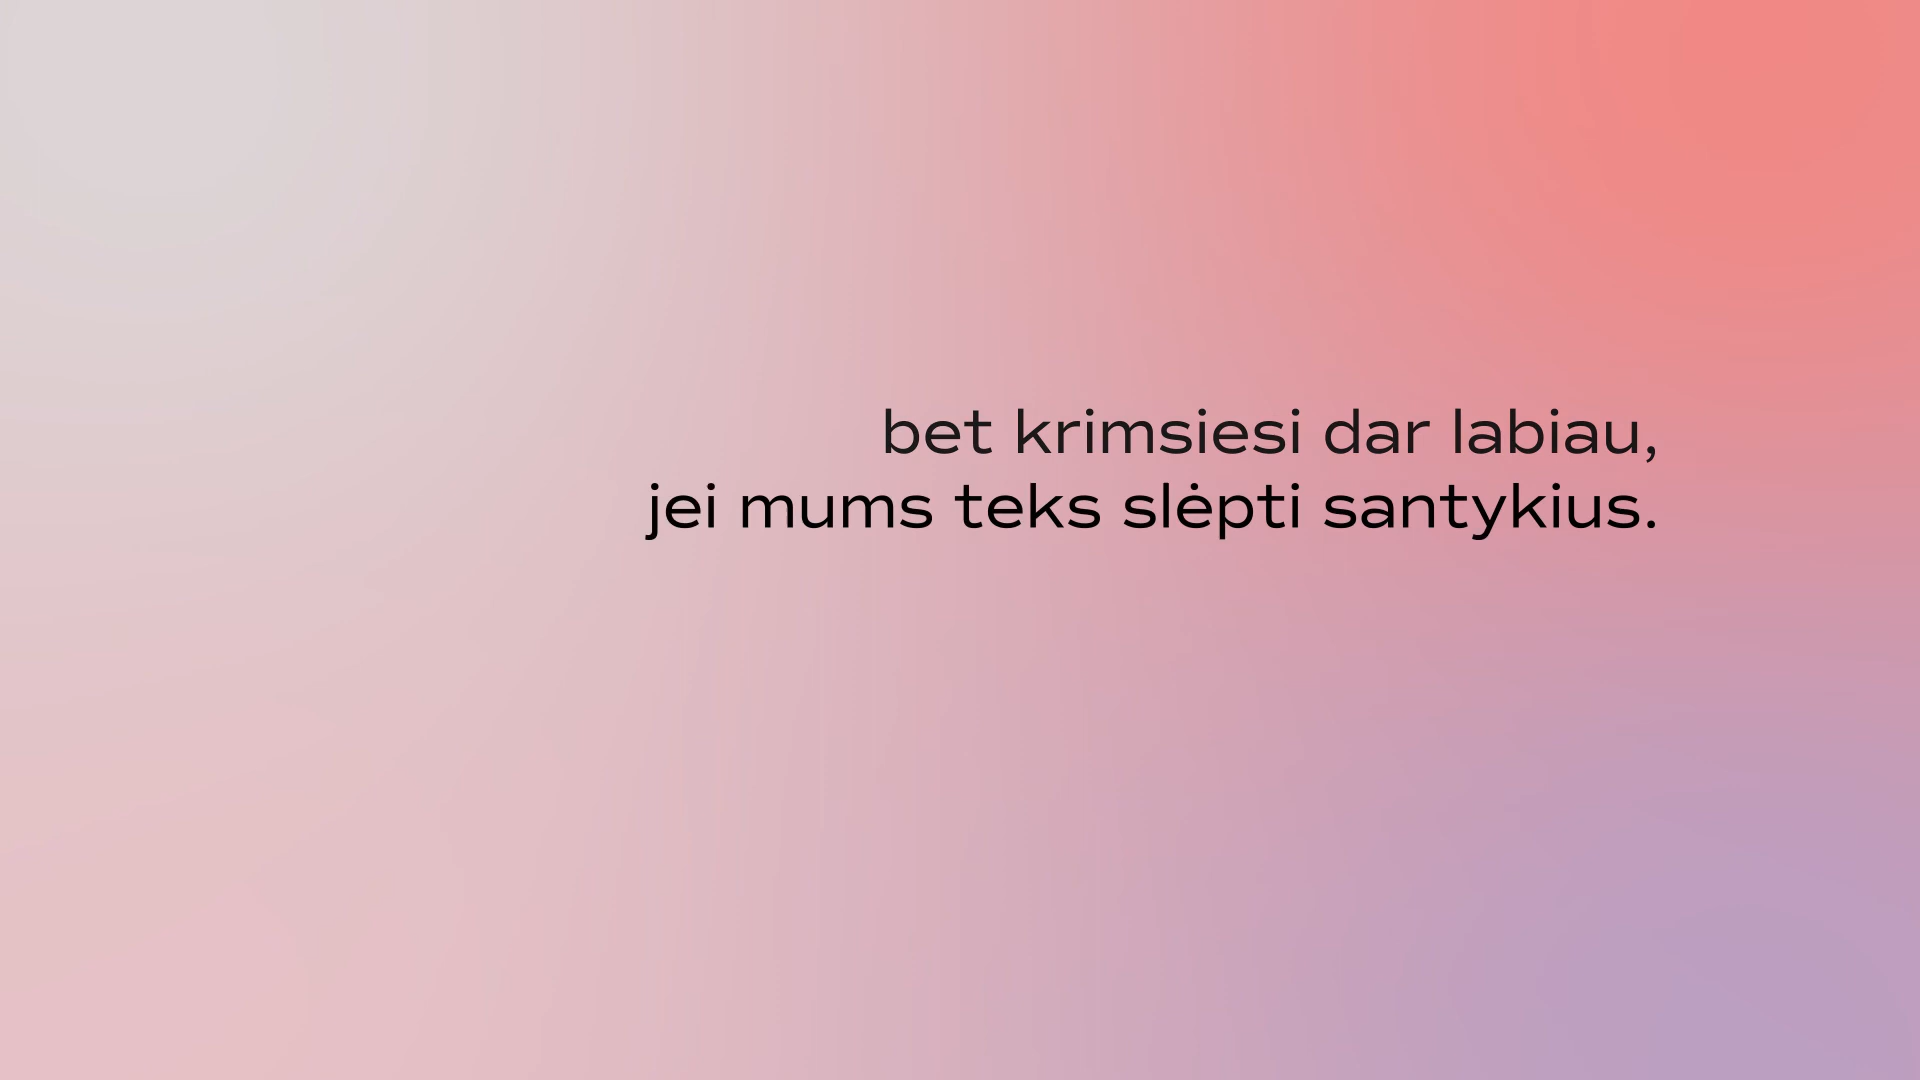 bet krimsiesi dar labiau,
jei mums teks slėpti santykius.